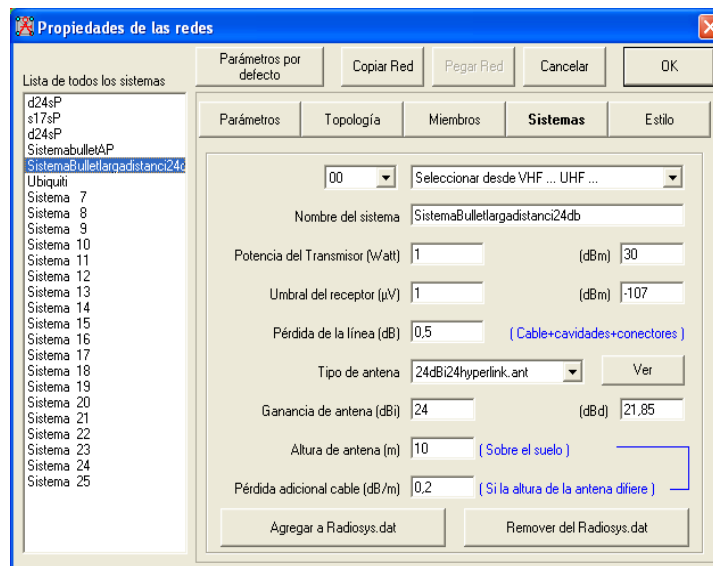 Propiedades de las redes
Parámetros por defecto
Copiar Red
Pegar Red
Cancelar
OK
Lista de todos los sistemas
d24sP
s17sP
d24sP
SistemabulletAP
SistemaBulletlargadistanci24d
Ubiquiti
Sistema 7
Sistema 8
Sistema 9
Sistema 10
Sistema 11
Sistema 12
Sistema 13
Sistema 14
Sistema 15
Sistema 16
Sistema 17
Sistema 18
Sistema 19
Sistema 20
Sistema 21
Sistema 22
Sistema 23
Sistema 24
Sistema 25
Parámetros
Topología
Miembros
Sistemas
Estilo
00 Seleccionar desde VHF ... UHF ...
Nombre del sistema SistemaBulletlargadistanci24db
Potencia del Transmisor (Watt) 1 (dBm) 30
Umbral del receptor (µV) 1 (dBm) -107
Pérdida de la línea (dB) 0,5 ( Cable+cavidades+conectores )
Tipo de antena 24dBi24hyperlink.ant Ver
Ganancia de antena (dBi) 24 (dBd) 21,85
Altura de antena (m) 10 ( Sobre el suelo )
Pérdida adicional cable (dB/m) 0,2 ( Si la altura de la antena difiere )
Agregar a Radiosys.dat
Remover del Radiosys.dat